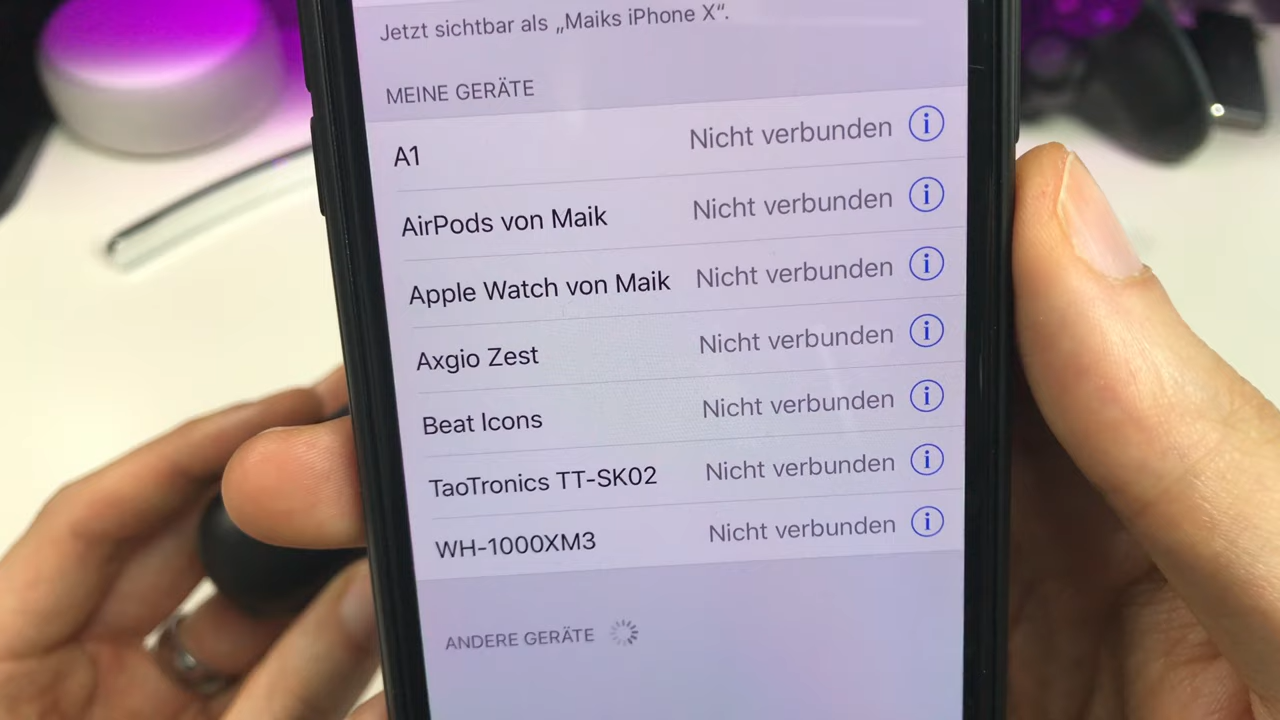 Jetzt sichtbar als „Maiks iPhone X“.
MEINE GERÄTE
A1 Nicht verbunden
AirPods von Maik Nicht verbunden
Apple Watch von Maik Nicht verbunden
Axgio Zest Nicht verbunden
Beat Icons Nicht verbunden
TaoTronics TT-SK02 Nicht verbunden
WH-1000XM3 Nicht verbunden
ANDERE GERÄTE